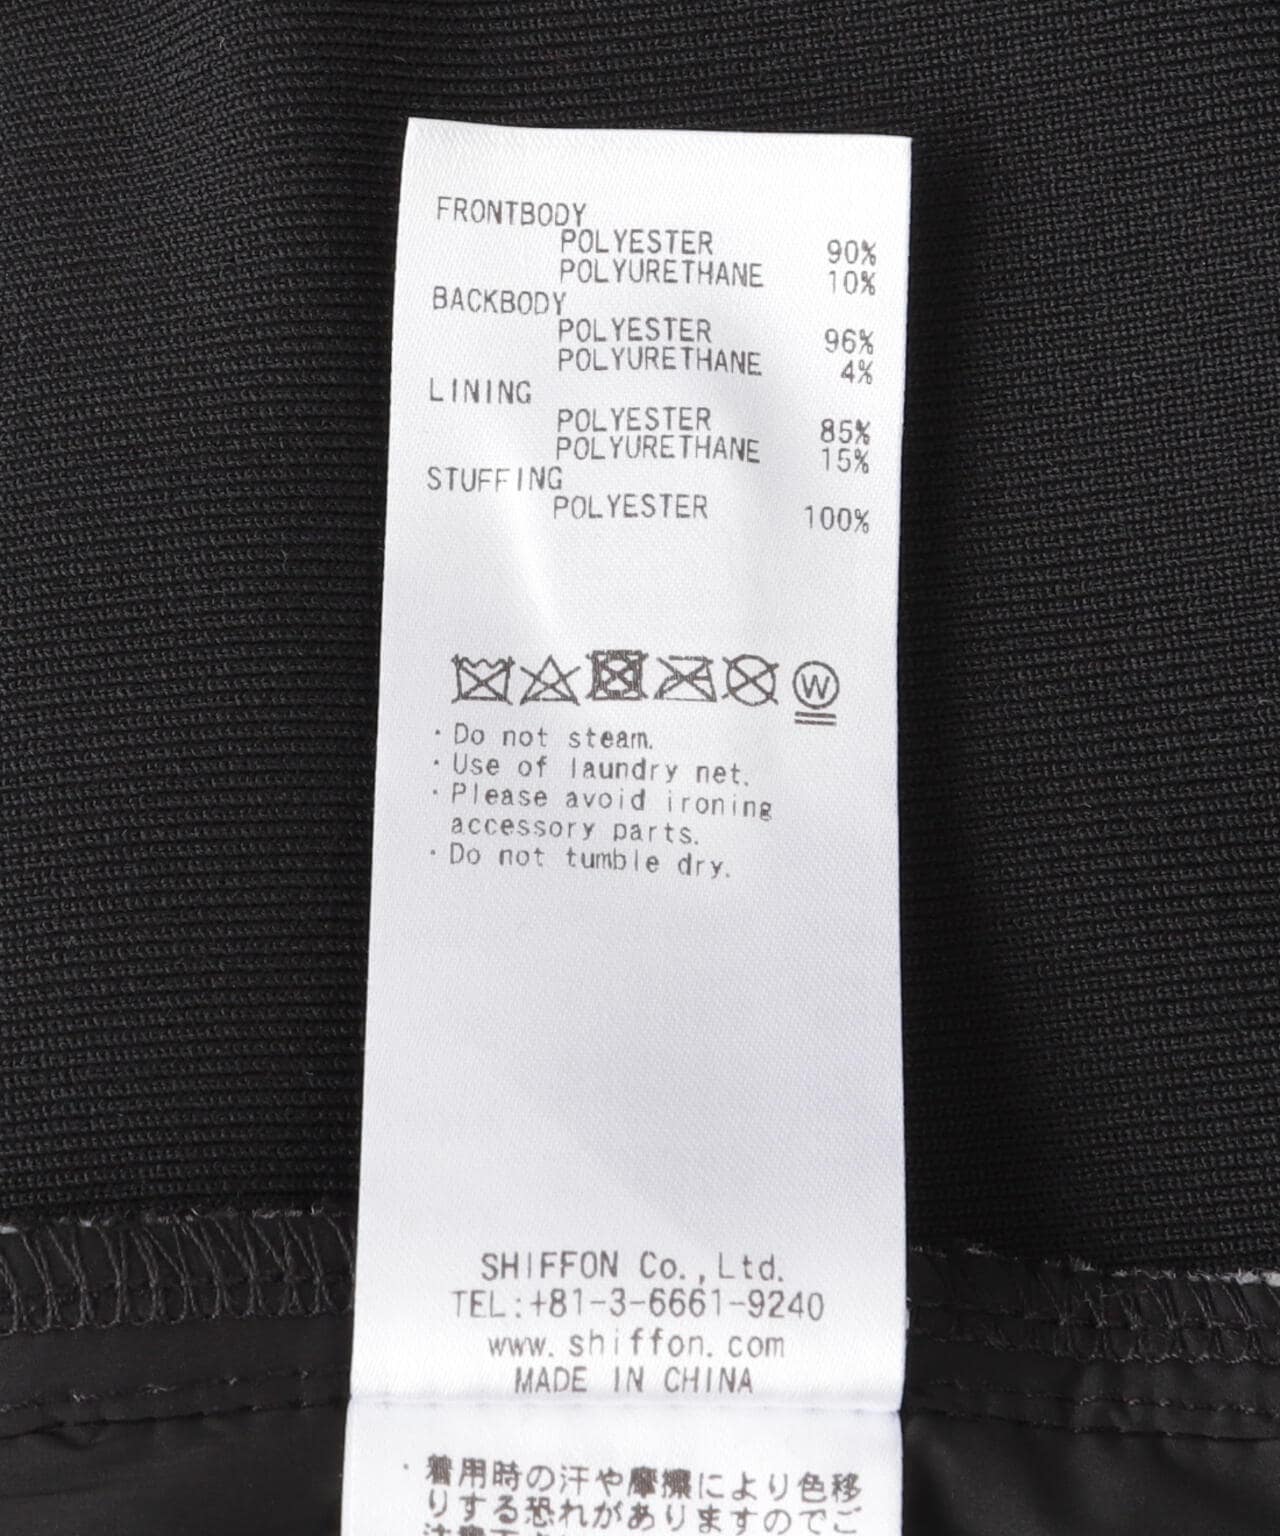 FRONTBODY
POLYESTER 90%
POLYURETHANE 10%
BACKBODY
POLYESTER 96%
POLYURETHANE 4%
LINING
POLYESTER 85%
POLYURETHANE 15%
STUFFING
POLYESTER 100%
W
・Do not steam.
・Use of laundry net.
・Please avoid ironing
accessory parts.
・Do not tumble dry.
SHIFFON Co.,Ltd.
TEL:+81-3-6661-9240
www.shiffon.com
MADE IN CHINA
・着用時の汗や摩擦により色移
りする恐れがありますのでご